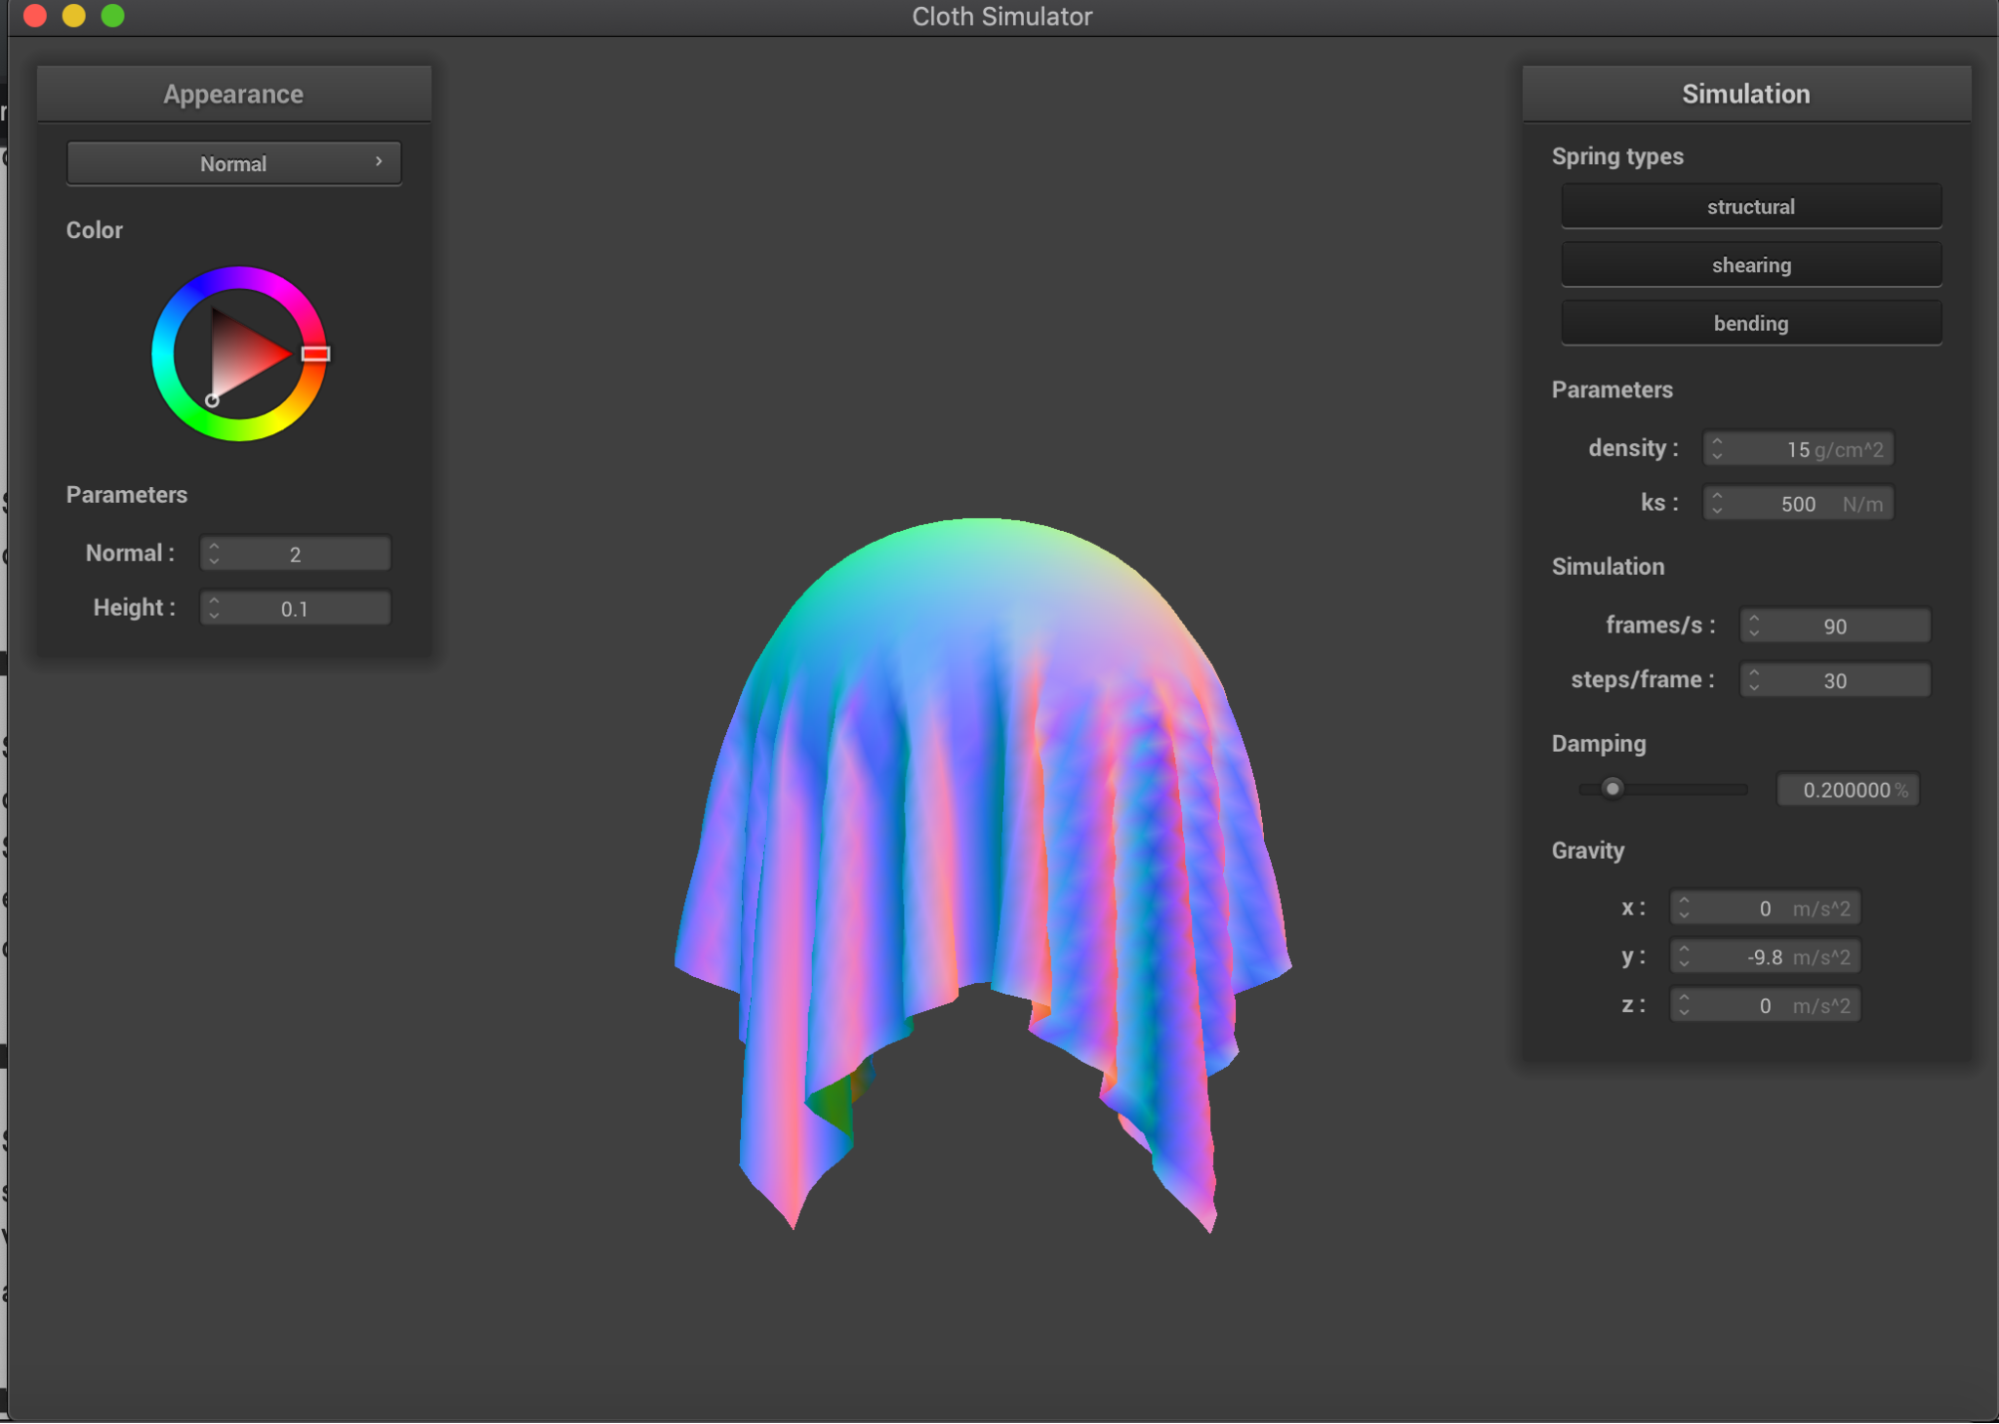 Cloth Simulator
Appearance
Normal
Color
Parameters
Normal : 2
Height : 0.1
Simulation
Spring types
structural
shearing
bending
Parameters
density : 15 g/cm^2
ks : 500 N/m
Simulation
frames/s : 90
steps/frame : 30
Damping
0.200000 %
Gravity
x : 0 m/s^2
y : -9.8 m/s^2
z : 0 m/s^2